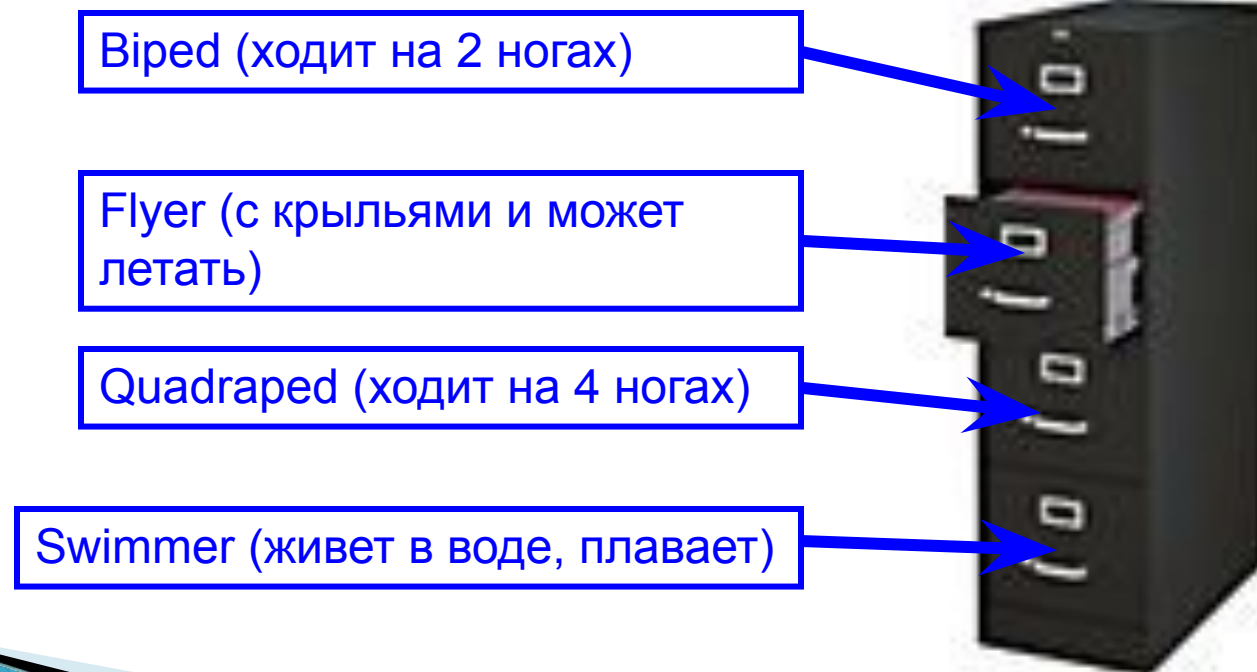 Biped (ходит на 2 ногах)
Flyer (с крыльями и может
летать)
Quadraped (ходит на 4 ногах)
Swimmer (живет в воде, плавает)